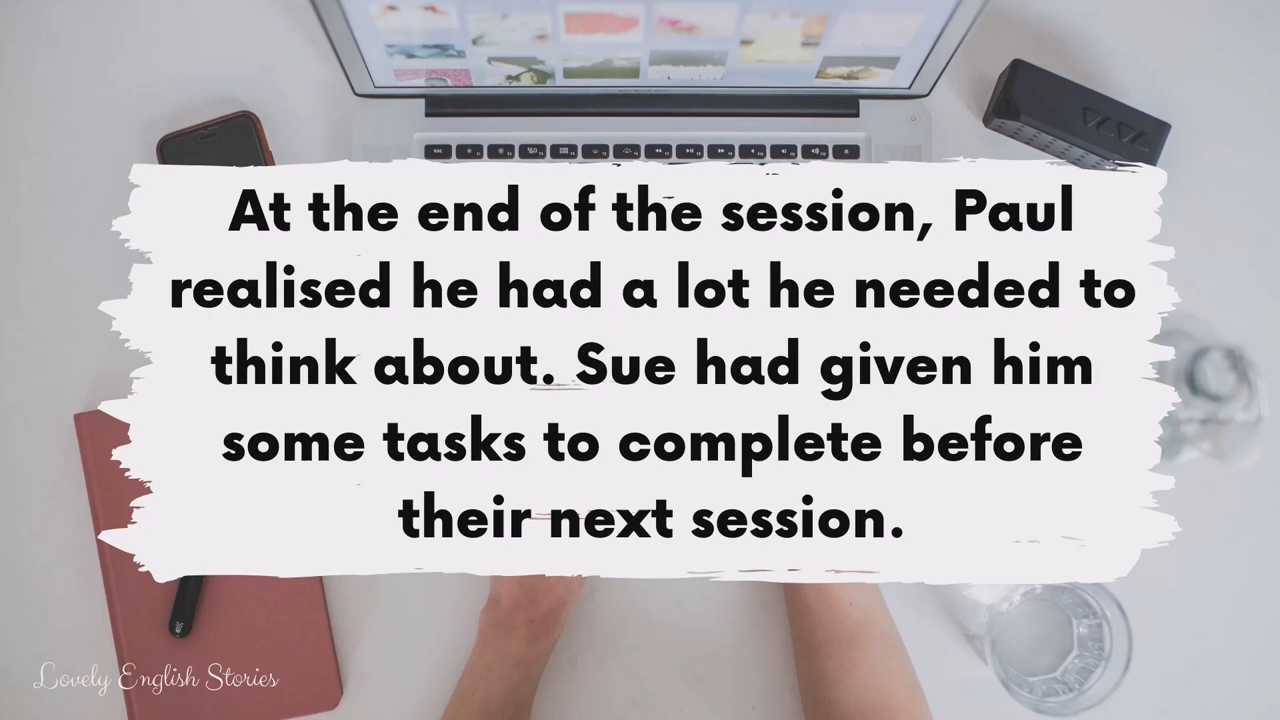 At the end of the session, Paul
realised he had a lot he needed to
think about. Sue had given him
some tasks to complete before
their next session.
Lovely English Stories